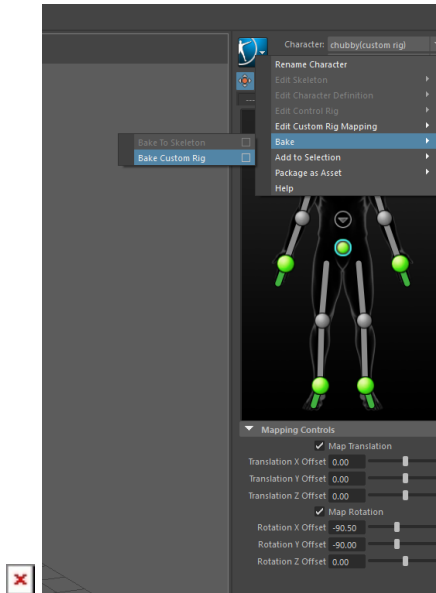 Character: chubby(custom rig)
Rename Character
Edit Skeleton
Edit Character Definition
Edit Control Rig
Edit Custom Rig Mapping
Bake
Bake To Skeleton
Bake Custom Rig
Add to Selection
Package as Asset
Help
Mapping Controls
Map Translation
Translation X Offset 0.00
Translation Y Offset 0.00
Translation Z Offset 0.00
Map Rotation
Rotation X Offset -90.50
Rotation Y Offset -90.00
Rotation Z Offset 0.00